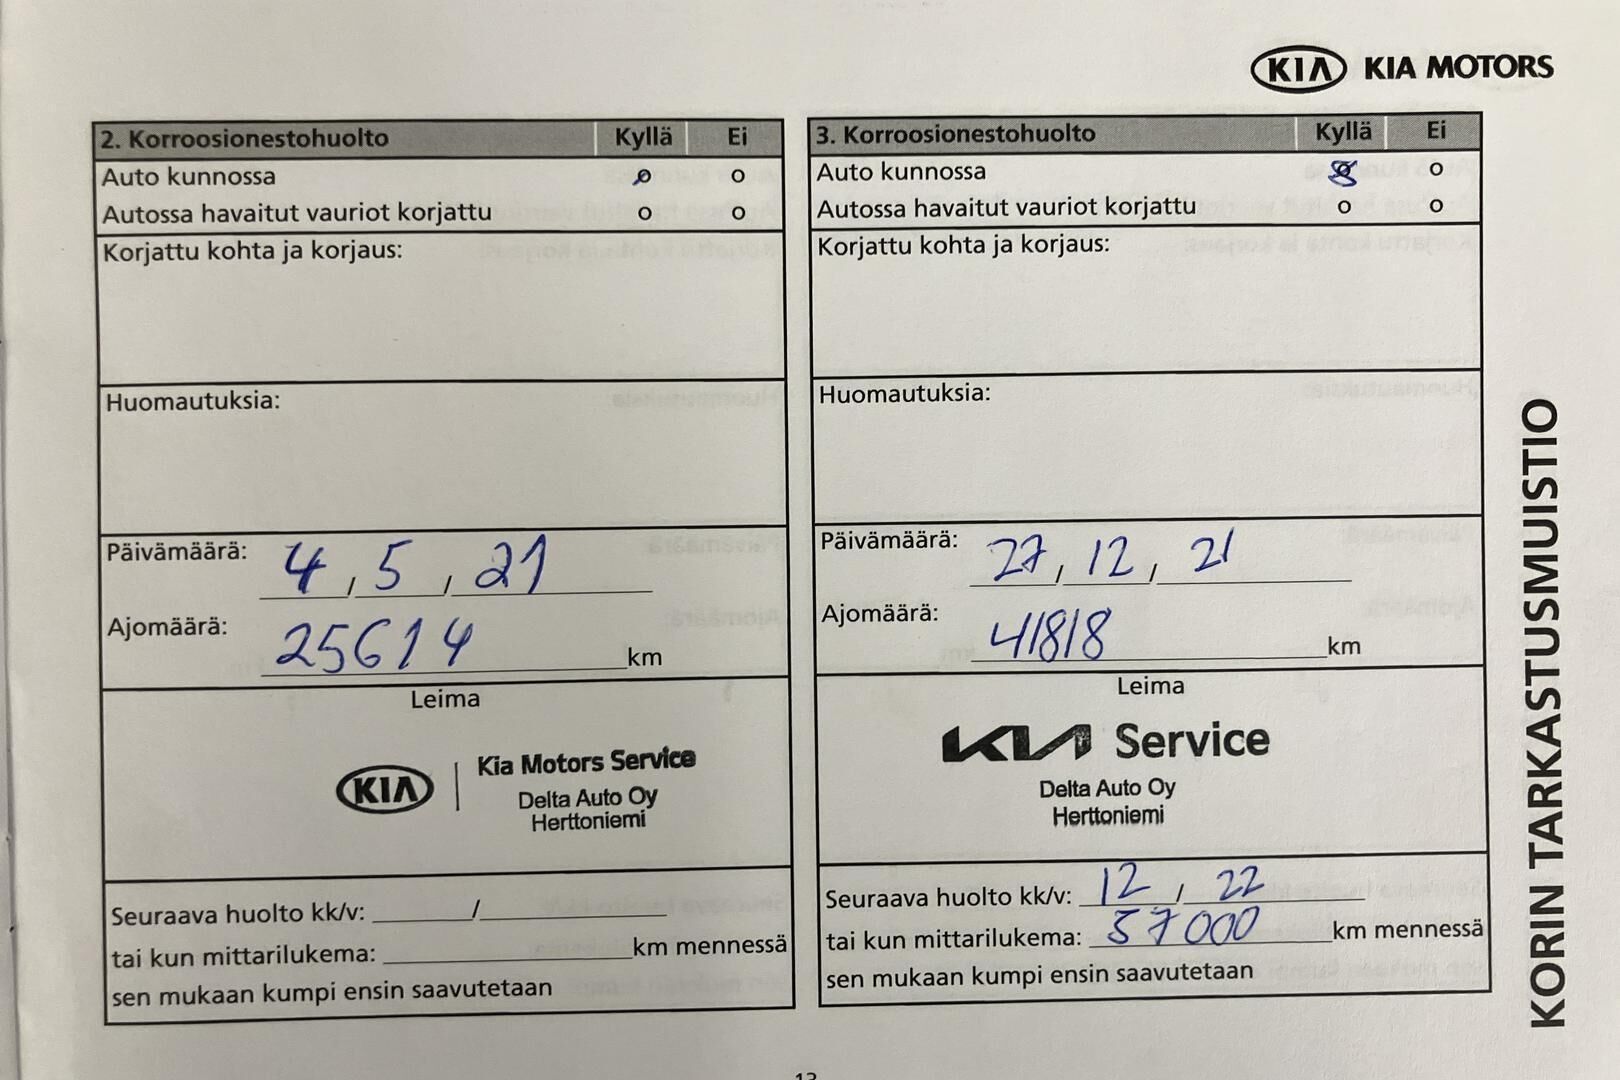 KIA KIA MOTORS
2. Korroosionestohuolto Kyllä Ei
Auto kunnossa o o
Autossa havaitut vauriot korjattu o o
Korjattu kohta ja korjaus:
Huomautuksia:
Päivämäärä: 4 , 5 , 21
Ajomäärä: 25614 km
Leima
KIA Kia Motors Service
Delta Auto Oy
Herttoniemi
Seuraava huolto kk/v: /
tai kun mittarilukema: km mennessä
sen mukaan kumpi ensin saavutetaan
3. Korroosionestohuolto Kyllä Ei
Auto kunnossa o o
Autossa havaitut vauriot korjattu o o
Korjattu kohta ja korjaus:
Huomautuksia:
Päivämäärä: 27 , 12 , 21
Ajomäärä: 41818 km
Leima
KIA Service
Delta Auto Oy
Herttoniemi
Seuraava huolto kk/v: 12 / 22
tai kun mittarilukema: 57000 km mennessä
sen mukaan kumpi ensin saavutetaan
KORIN TARKASTUSMUISTIO